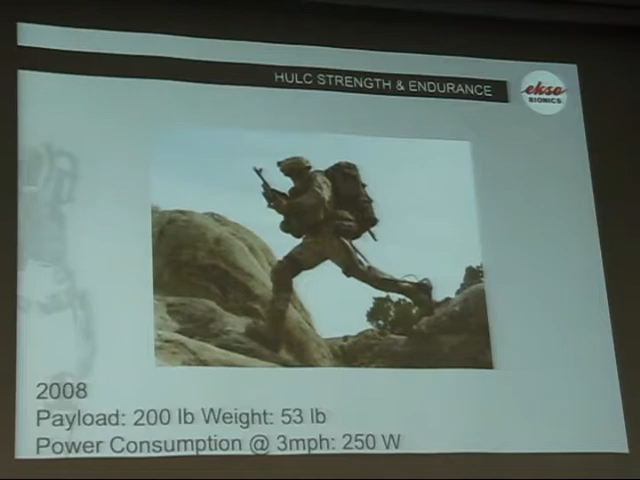 HULC STRENGTH & ENDURANCE
ekso
BIONICS
2008
Payload: 200 lb Weight: 53 lb
Power Consumption @ 3mph: 250 W